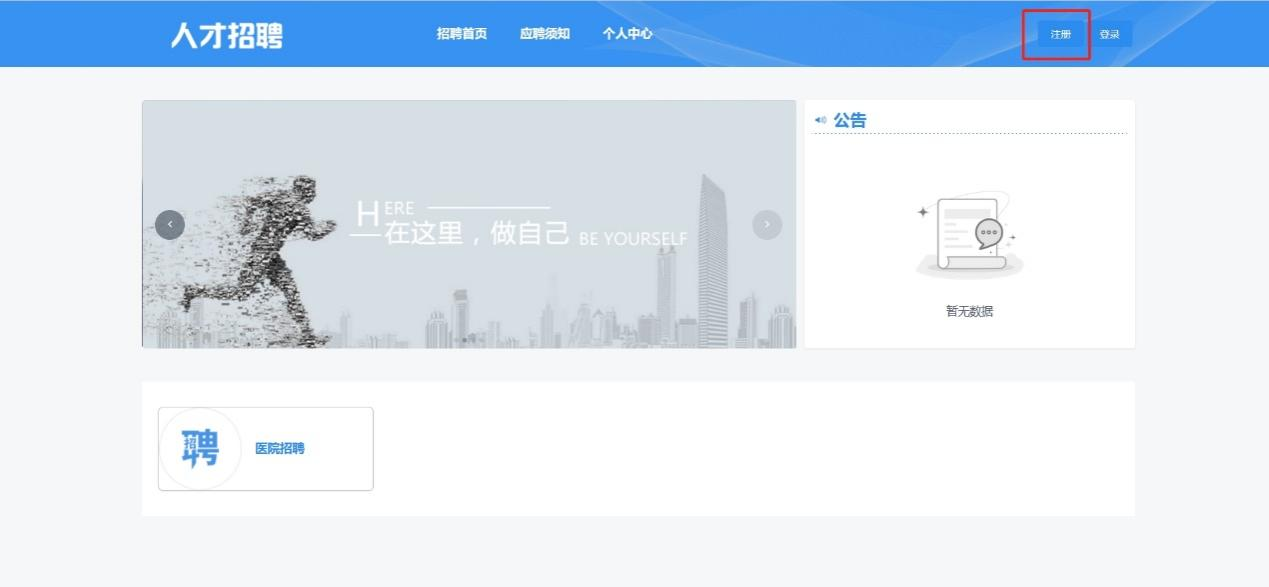 人才招聘
招聘首页 应聘须知 个人中心
注册 登录
HERE
在这里，做自己 BE YOURSELF
公告
暂无数据
招聘
医院招聘